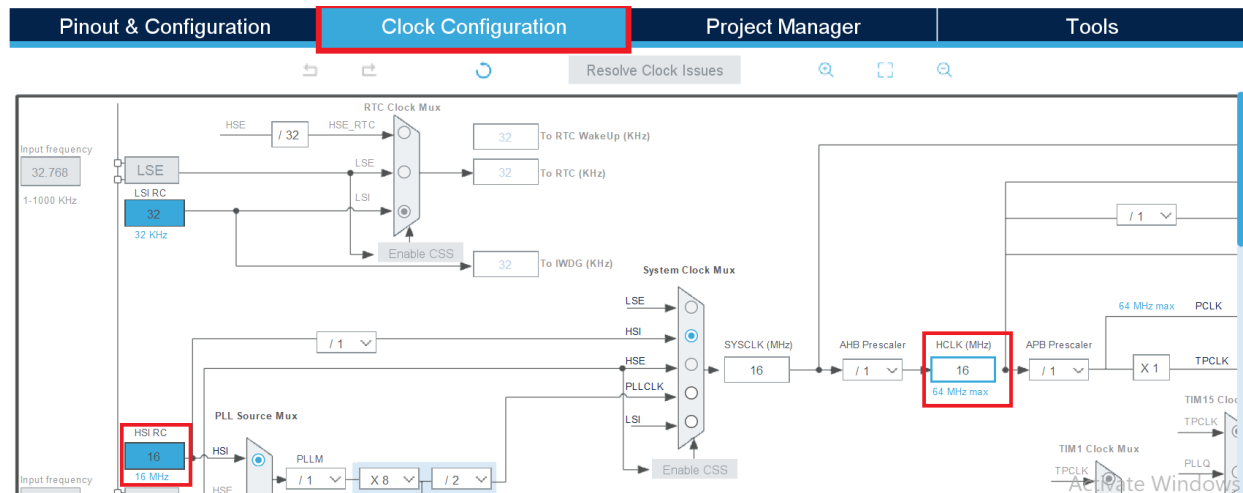 Pinout & Configuration
Clock Configuration
Project Manager
Tools
Resolve Clock Issues
RTC Clock Mux
HSE
/ 32
HSE_RTC
32
To RTC WakeUp (KHz)
Input frequency
32.768
1-1000 KHz
LSE
LSE
32
To RTC (KHz)
LSI RC
32
32 KHz
LSI
Enable CSS
32
To IWDG (KHz)
System Clock Mux
LSE
HSI
HSE
PLLCLK
LSI
/ 1
SYSCLK (MHz)
16
AHB Prescaler
/ 1
HCLK (MHz)
16
64 MHz max
APB Prescaler
/ 1
/ 1
64 MHz max
PCLK
X 1
TPCLK
TIM15 Cloc
TPCLK
PLLQ
TIM1 Clock Mux
TPCLK
Enable CSS
PLL Source Mux
HSI RC
16
16 MHz
HSI
HSE
PLLM
/ 1
X 8
/ 2
Input frequency
Activate Windows